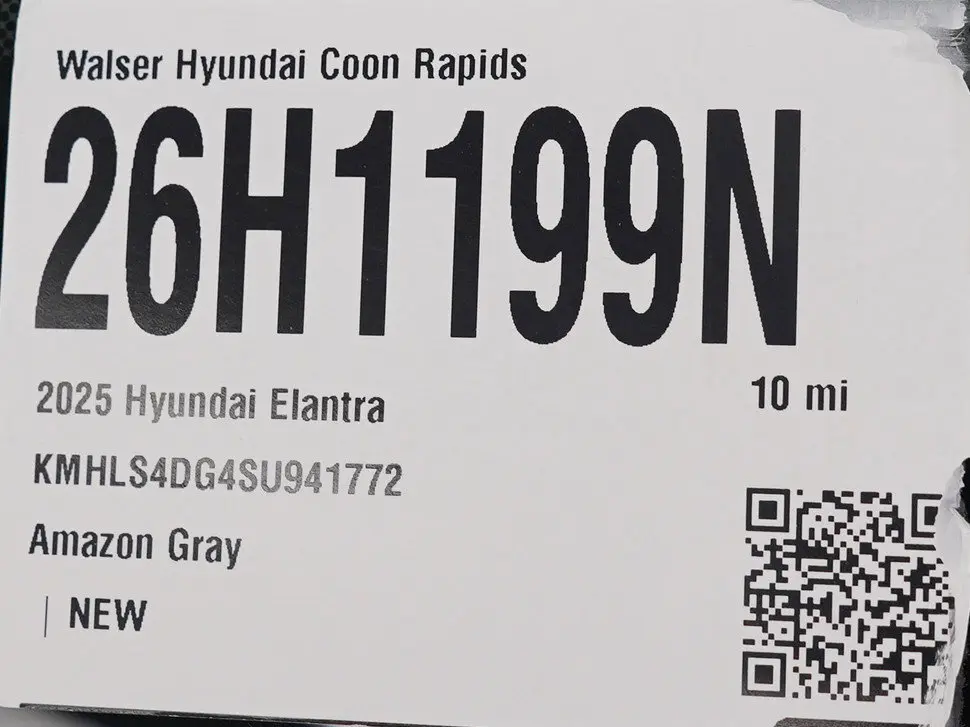 Walser Hyundai Coon Rapids
26H1199N
2025 Hyundai Elantra
10 mi
KMHLS4DG4SU941772
Amazon Gray
| NEW